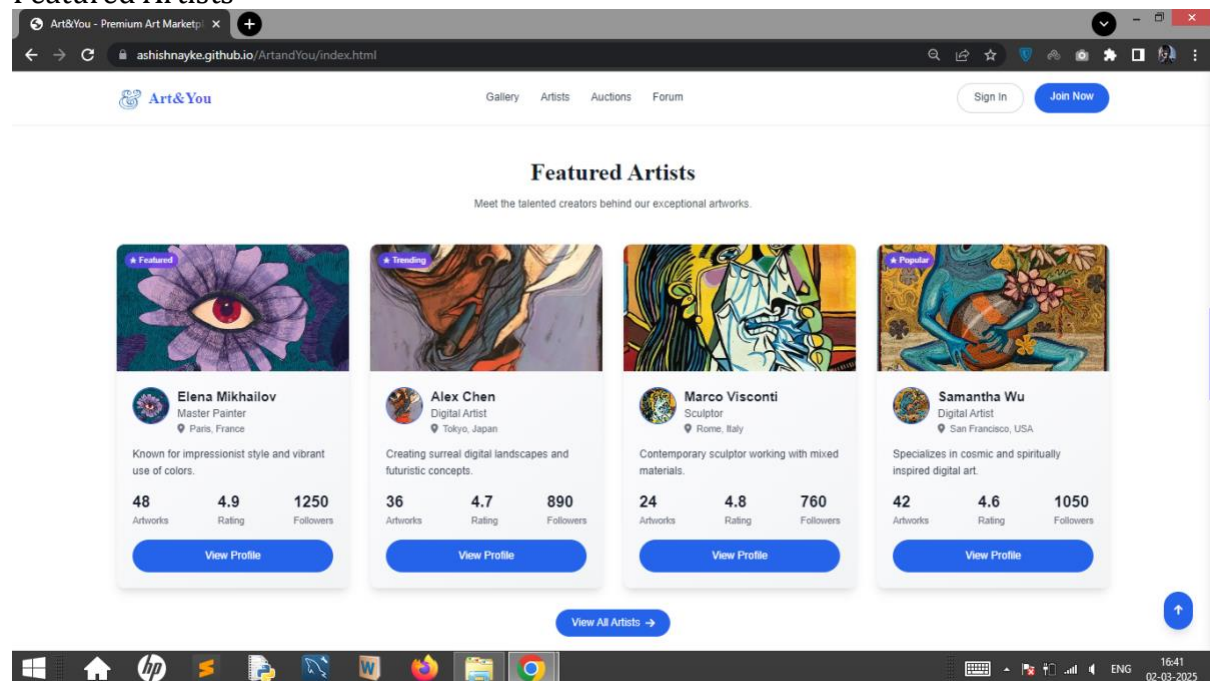 Featured Artists
Art&You - Premium Art Marketpl
ashishnayke.github.io/ArtandYou/index.html
Art&You
Gallery Artists Auctions Forum
Sign In
Join Now
Featured Artists
Meet the talented creators behind our exceptional artworks.
★ Featured
Elena Mikhailov
Master Painter
Paris, France
Known for impressionist style and vibrant
use of colors.
48 4.9 1250
Artworks Rating Followers
View Profile
★ Trending
Alex Chen
Digital Artist
Tokyo, Japan
Creating surreal digital landscapes and
futuristic concepts.
36 4.7 890
Artworks Rating Followers
View Profile
Marco Visconti
Sculptor
Rome, Italy
Contemporary sculptor working with mixed
materials.
24 4.8 760
Artworks Rating Followers
View Profile
★ Popular
Samantha Wu
Digital Artist
San Francisco, USA
Specializes in cosmic and spiritually
inspired digital art.
42 4.6 1050
Artworks Rating Followers
View Profile
View All Artists →
hp
W
ENG
16:41
02-03-2025